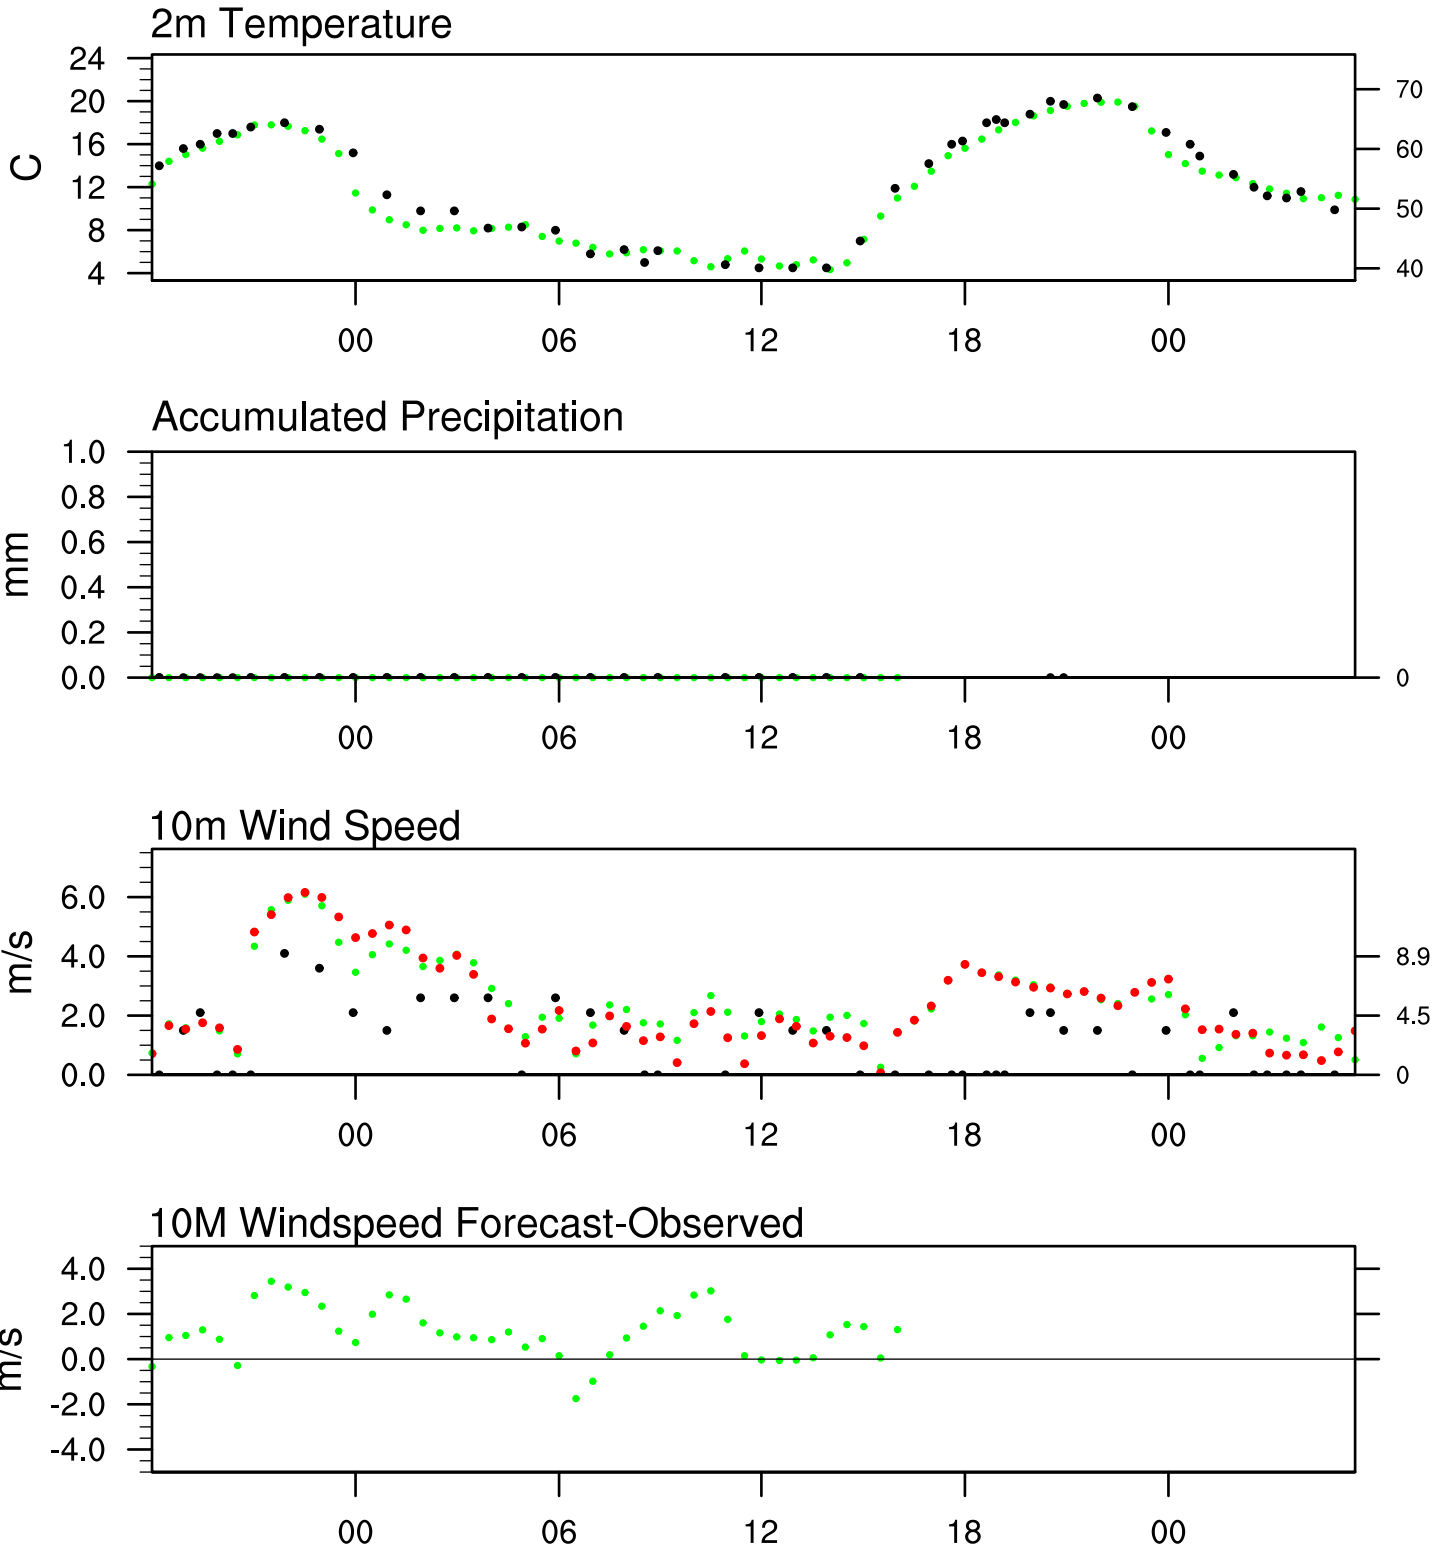 2m Temperature
24
20
16
12
8
4
C
70
60
50
40
00 06 12 18 00
Accumulated Precipitation
1.0
0.8
0.6
0.4
0.2
0.0
mm
0
00 06 12 18 00
10m Wind Speed
6.0
4.0
2.0
0.0
m/s
8.9
4.5
0
00 06 12 18 00
10M Windspeed Forecast-Observed
4.0
2.0
0.0
-2.0
-4.0
m/s
00 06 12 18 00